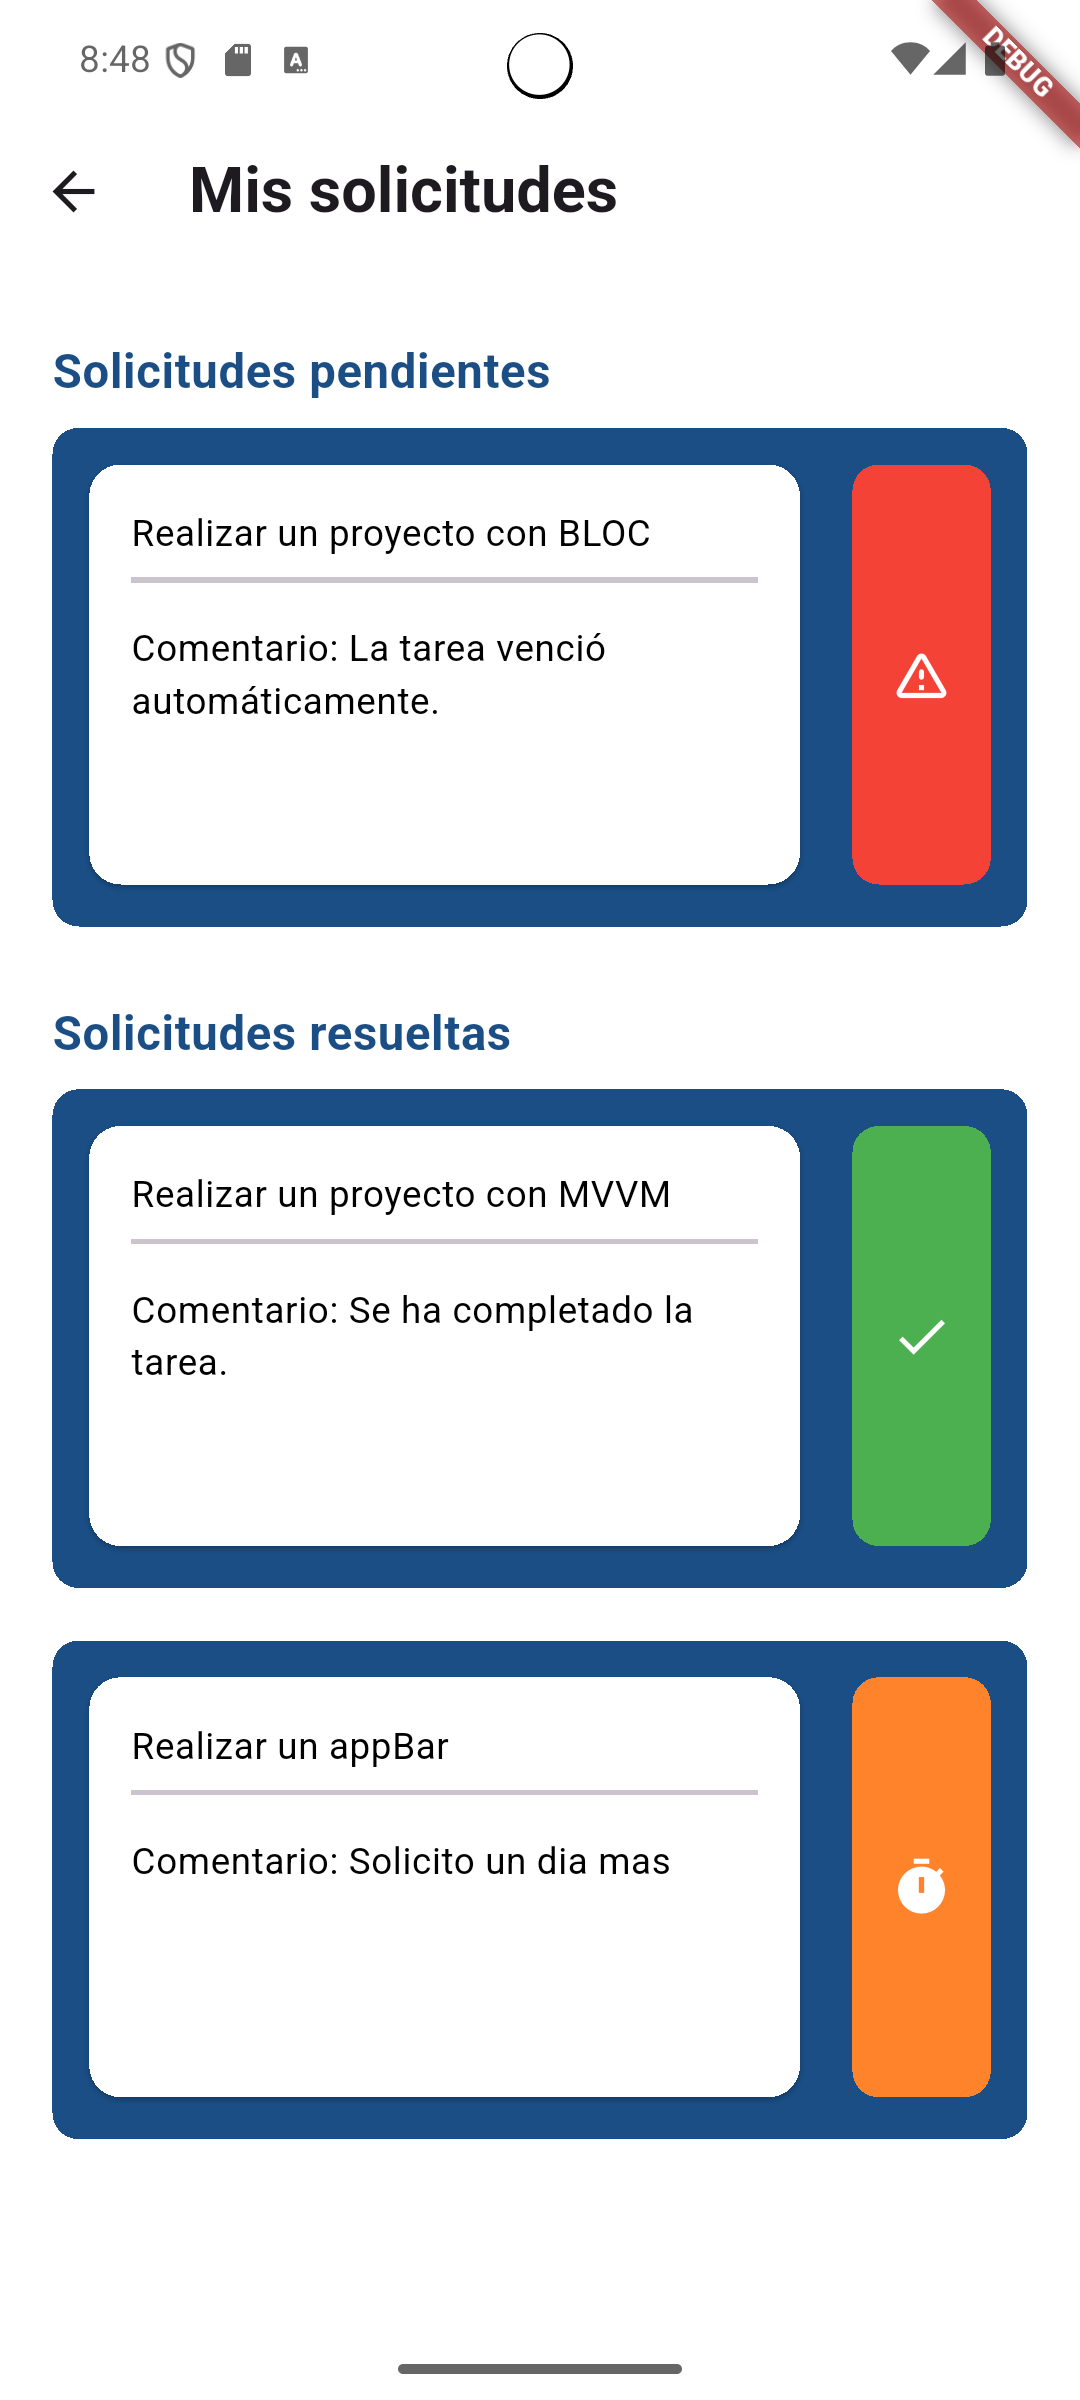 8:48
DEBUG
Mis solicitudes
Solicitudes pendientes
Realizar un proyecto con BLOC
Comentario: La tarea venció
automáticamente.
Solicitudes resueltas
Realizar un proyecto con MVVM
Comentario: Se ha completado la
tarea.
Realizar un appBar
Comentario: Solicito un dia mas